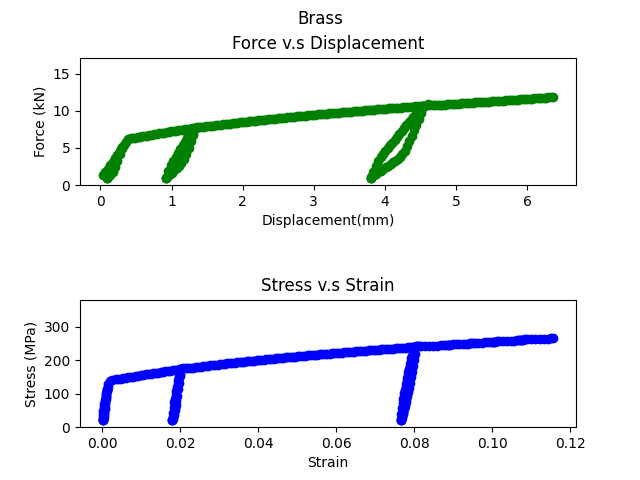 Brass
Force v.s Displacement
15
10
5
0
Force (kN)
0 1 2 3 4 5 6
Displacement(mm)
Stress v.s Strain
300
200
100
0
Stress (MPa)
0.00 0.02 0.04 0.06 0.08 0.10 0.12
Strain